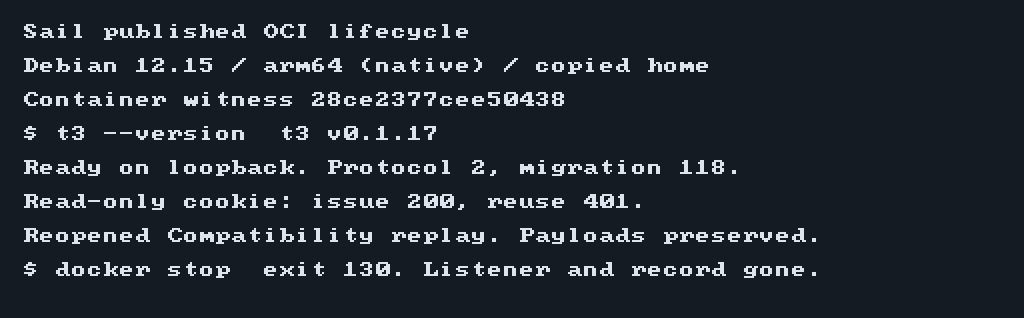 Sail published OCI lifecycle
Debian 12.15 / arm64 (native) / copied home
Container witness 28ce2377cee50438
$ t3 --version  t3 v0.1.17
Ready on loopback. Protocol 2, migration 118.
Read-only cookie: issue 200, reuse 401.
Reopened Compatibility replay. Payloads preserved.
$ docker stop  exit 130. Listener and record gone.